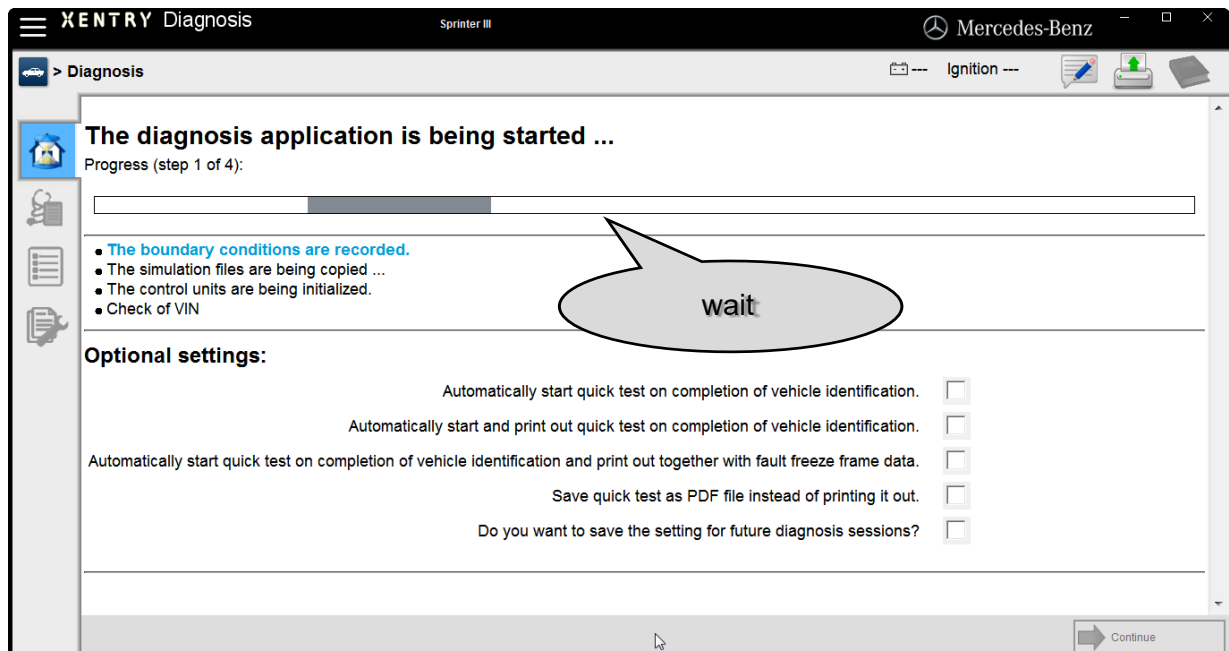 XENTRY Diagnosis
Sprinter III
Mercedes-Benz
> Diagnosis
---
Ignition ---
The diagnosis application is being started ...
Progress (step 1 of 4):
The boundary conditions are recorded.
The simulation files are being copied ...
The control units are being initialized.
Check of VIN
wait
Optional settings:
Automatically start quick test on completion of vehicle identification.
Automatically start and print out quick test on completion of vehicle identification.
Automatically start quick test on completion of vehicle identification and print out together with fault freeze frame data.
Save quick test as PDF file instead of printing it out.
Do you want to save the setting for future diagnosis sessions?
Continue